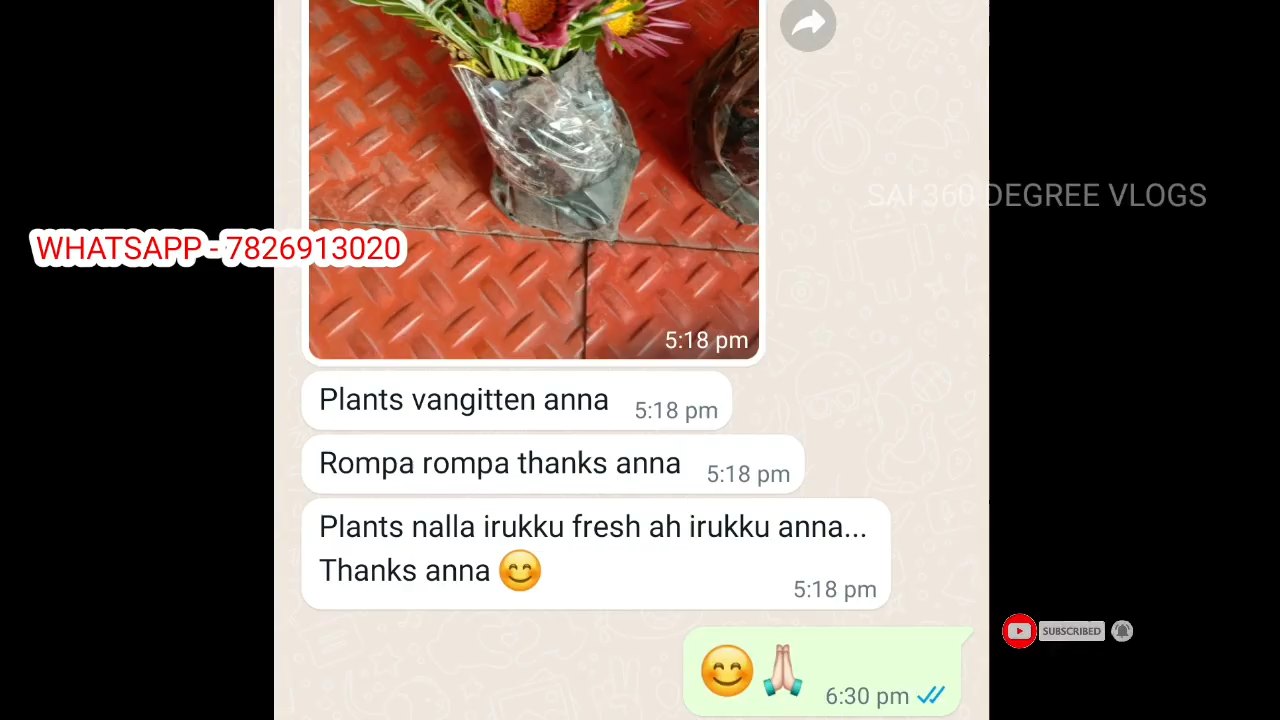 SAI 360 DEGREE VLOGS
WHATSAPP - 7826913020
5:18 pm
Plants vangitten anna 5:18 pm
Rompa rompa thanks anna 5:18 pm
Plants nalla irukku fresh ah irukku anna...
Thanks anna 😊
5:18 pm
😊🙏🏻
6:30 pm
SUBSCRIBED